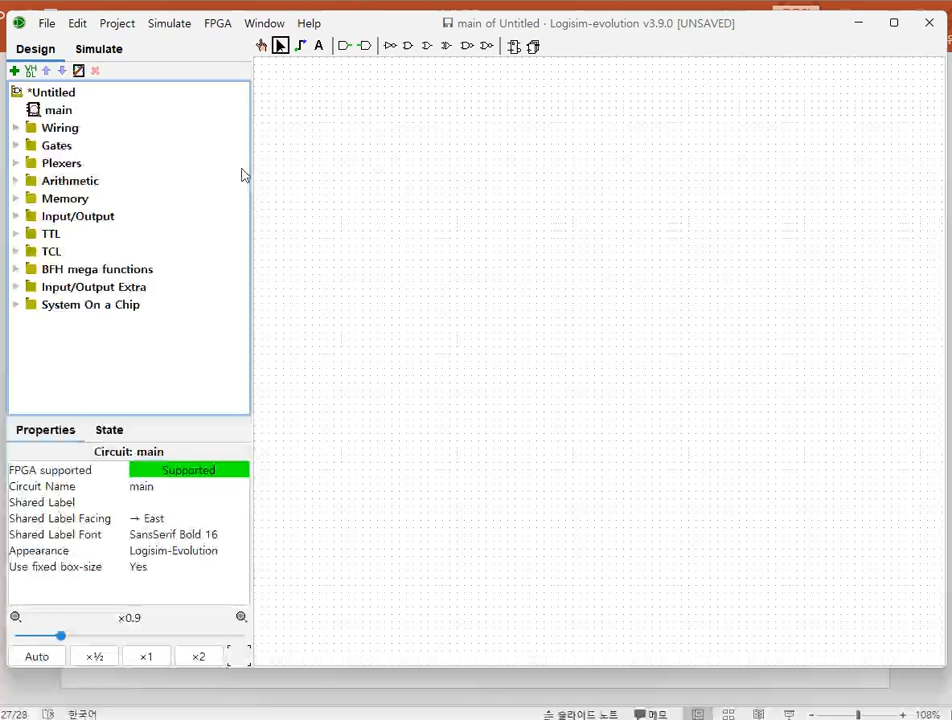 File Edit Project Simulate FPGA Window Help
main of Untitled · Logisim-evolution v3.9.0 [UNSAVED]
Design Simulate
A
VH
DL
*Untitled
main
Wiring
Gates
Plexers
Arithmetic
Memory
Input/Output
TTL
TCL
BFH mega functions
Input/Output Extra
System On a Chip
Properties State
Circuit: main
FPGA supported Supported
Circuit Name main
Shared Label
Shared Label Facing → East
Shared Label Font SansSerif Bold 16
Appearance Logisim-Evolution
Use fixed box-size Yes
×0.9
Auto ×½ ×1 ×2
27/28 한국어 슬라이드 노트 메모 108%